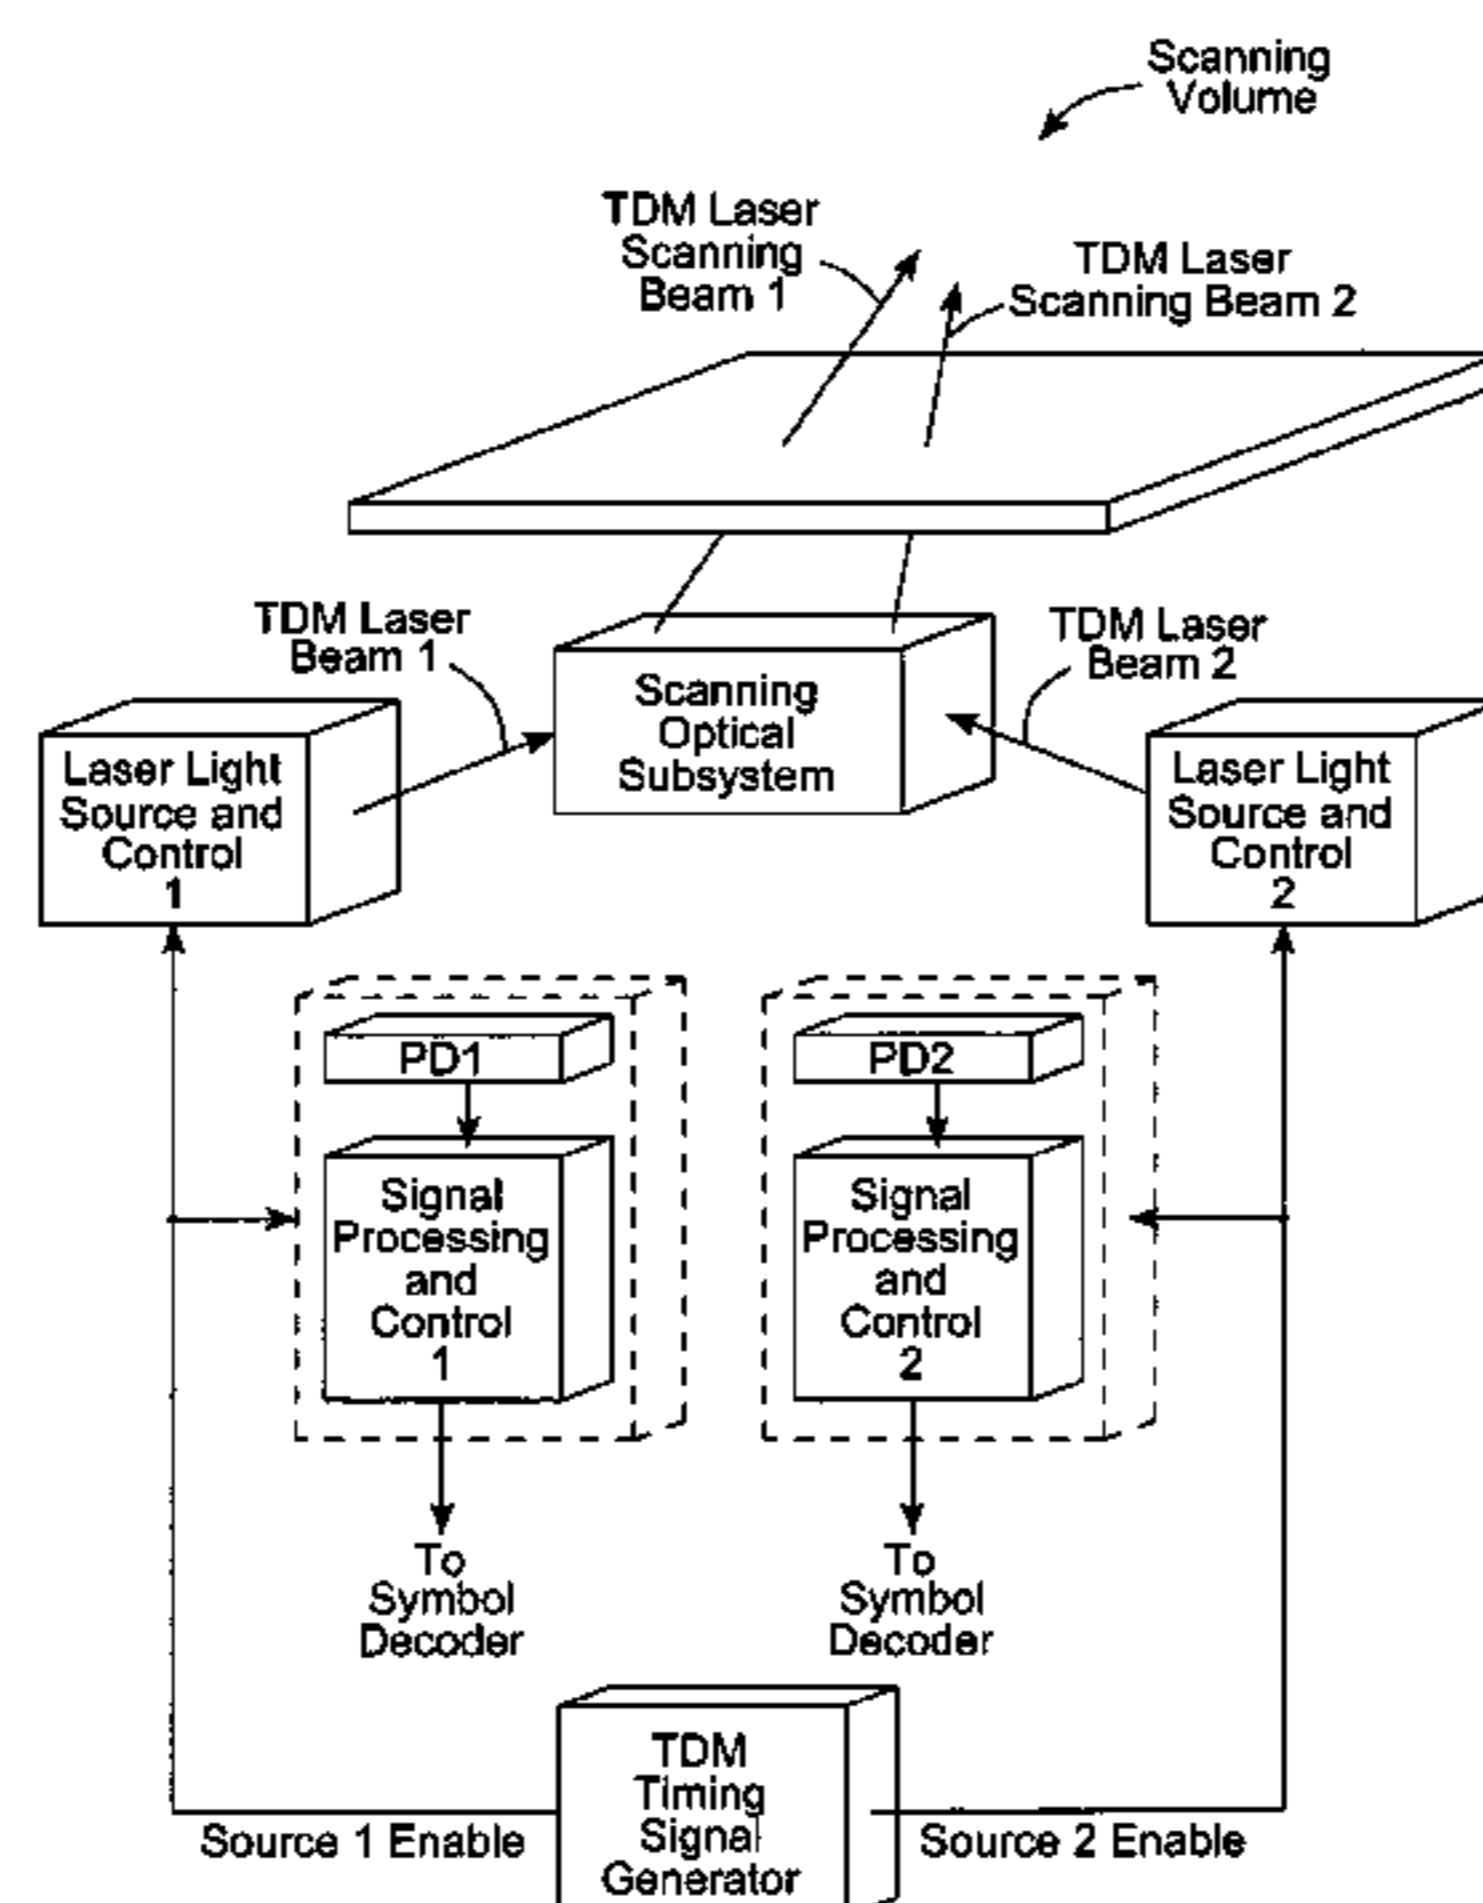 Scanning
Volume
TDM Laser
Scanning
Beam 1
TDM Laser
Scanning Beam 2
TDM Laser
Beam 1
TDM Laser
Beam 2
Scanning
Optical
Subsystem
Laser Light
Source and
Control
1
Laser Light
Source and
Control
2
PD1
PD2
Signal
Processing
and
Control
1
Signal
Processing
and
Control
2
To
Symbol
Decoder
To
Symbol
Decoder
TDM
Timing
Signal
Generator
Source 1 Enable
Source 2 Enable